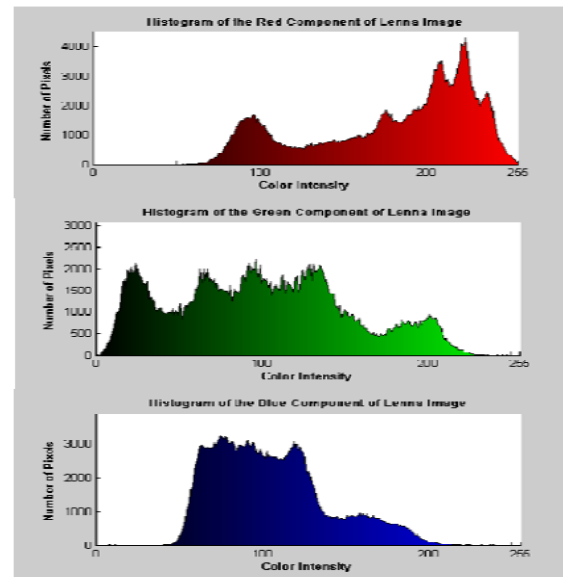 Histogram of the Red Component of Lenna Image
Number of Pixels
4000
3000
2000
1000
0
0 100 200 255
Color Intensity
Histogram of the Green Component of Lenna Image
Number of Pixels
3000
2500
2000
1500
1000
500
0
0 100 200 255
Color Intensity
Histogram of the Blue Component of Lenna Image
Number of Pixels
3000
2000
1000
0
0 100 200 255
Color Intensity